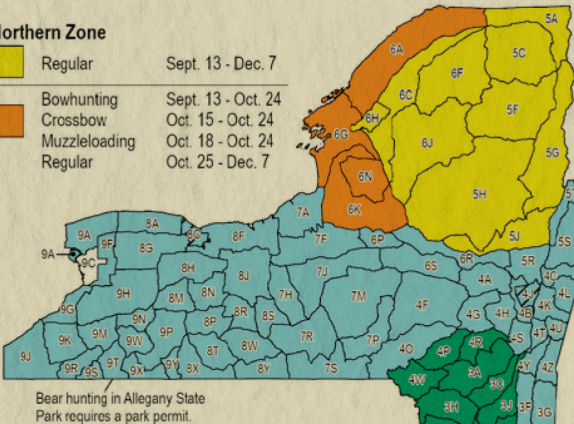 Northern Zone
Regular Sept. 13 - Dec. 7
Bowhunting Sept. 13 - Oct. 24
Crossbow Oct. 15 - Oct. 24
Muzzleloading Oct. 18 - Oct. 24
Regular Oct. 25 - Dec. 7
5A
6A
5C
6F
6C
5F
6H
6G
6J
5G
6N
5H
6K
7A
5J
9A
8A
8C
8F
7F
6P
9F
8G
9A
9C
6R
5R
5S
8H
6S
8J
7J
4A
4C
9H
8N
7H
8M
7M
4J
4L
9G
4F
4K
8R
4G
4H
4B
9N
8P
8S
9M
9P
4S
4T
4U
9K
9W
7R
7P
4R
8T
4O
4P
9J
9T
8W
4Y
4Z
9R
9S
9X
9Y
8X
8Y
7S
4W
3A
3C
3H
3J
3F
3G
Bear hunting in Allegany State
Park requires a park permit.